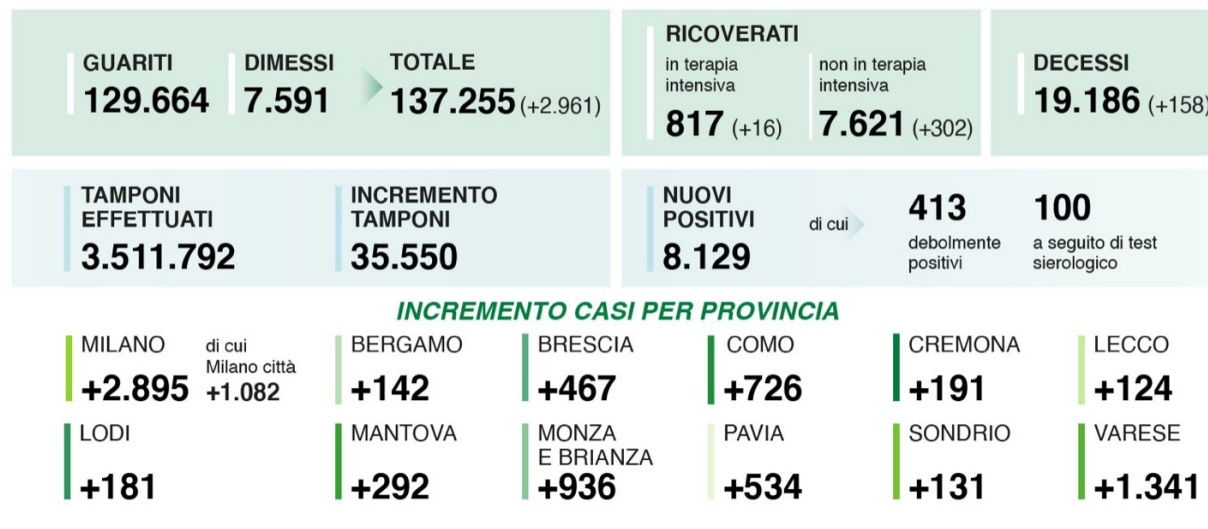 GUARITI
129.664
DIMESSI
7.591
TOTALE
137.255 (+2.961)
RICOVERATI
in terapia
intensiva
817 (+16)
non in terapia
intensiva
7.621 (+302)
DECESSI
19.186 (+158)
TAMPONI
EFFETTUATI
3.511.792
INCREMENTO
TAMPONI
35.550
NUOVI
POSITIVI
8.129
di cui
413
debolmente
positivi
100
a seguito di test
sierologico
INCREMENTO CASI PER PROVINCIA
MILANO
+2.895
di cui
Milano città
+1.082
BERGAMO
+142
BRESCIA
+467
COMO
+726
CREMONA
+191
LECCO
+124
LODI
+181
MANTOVA
+292
MONZA
E BRIANZA
+936
PAVIA
+534
SONDRIO
+131
VARESE
+1.341